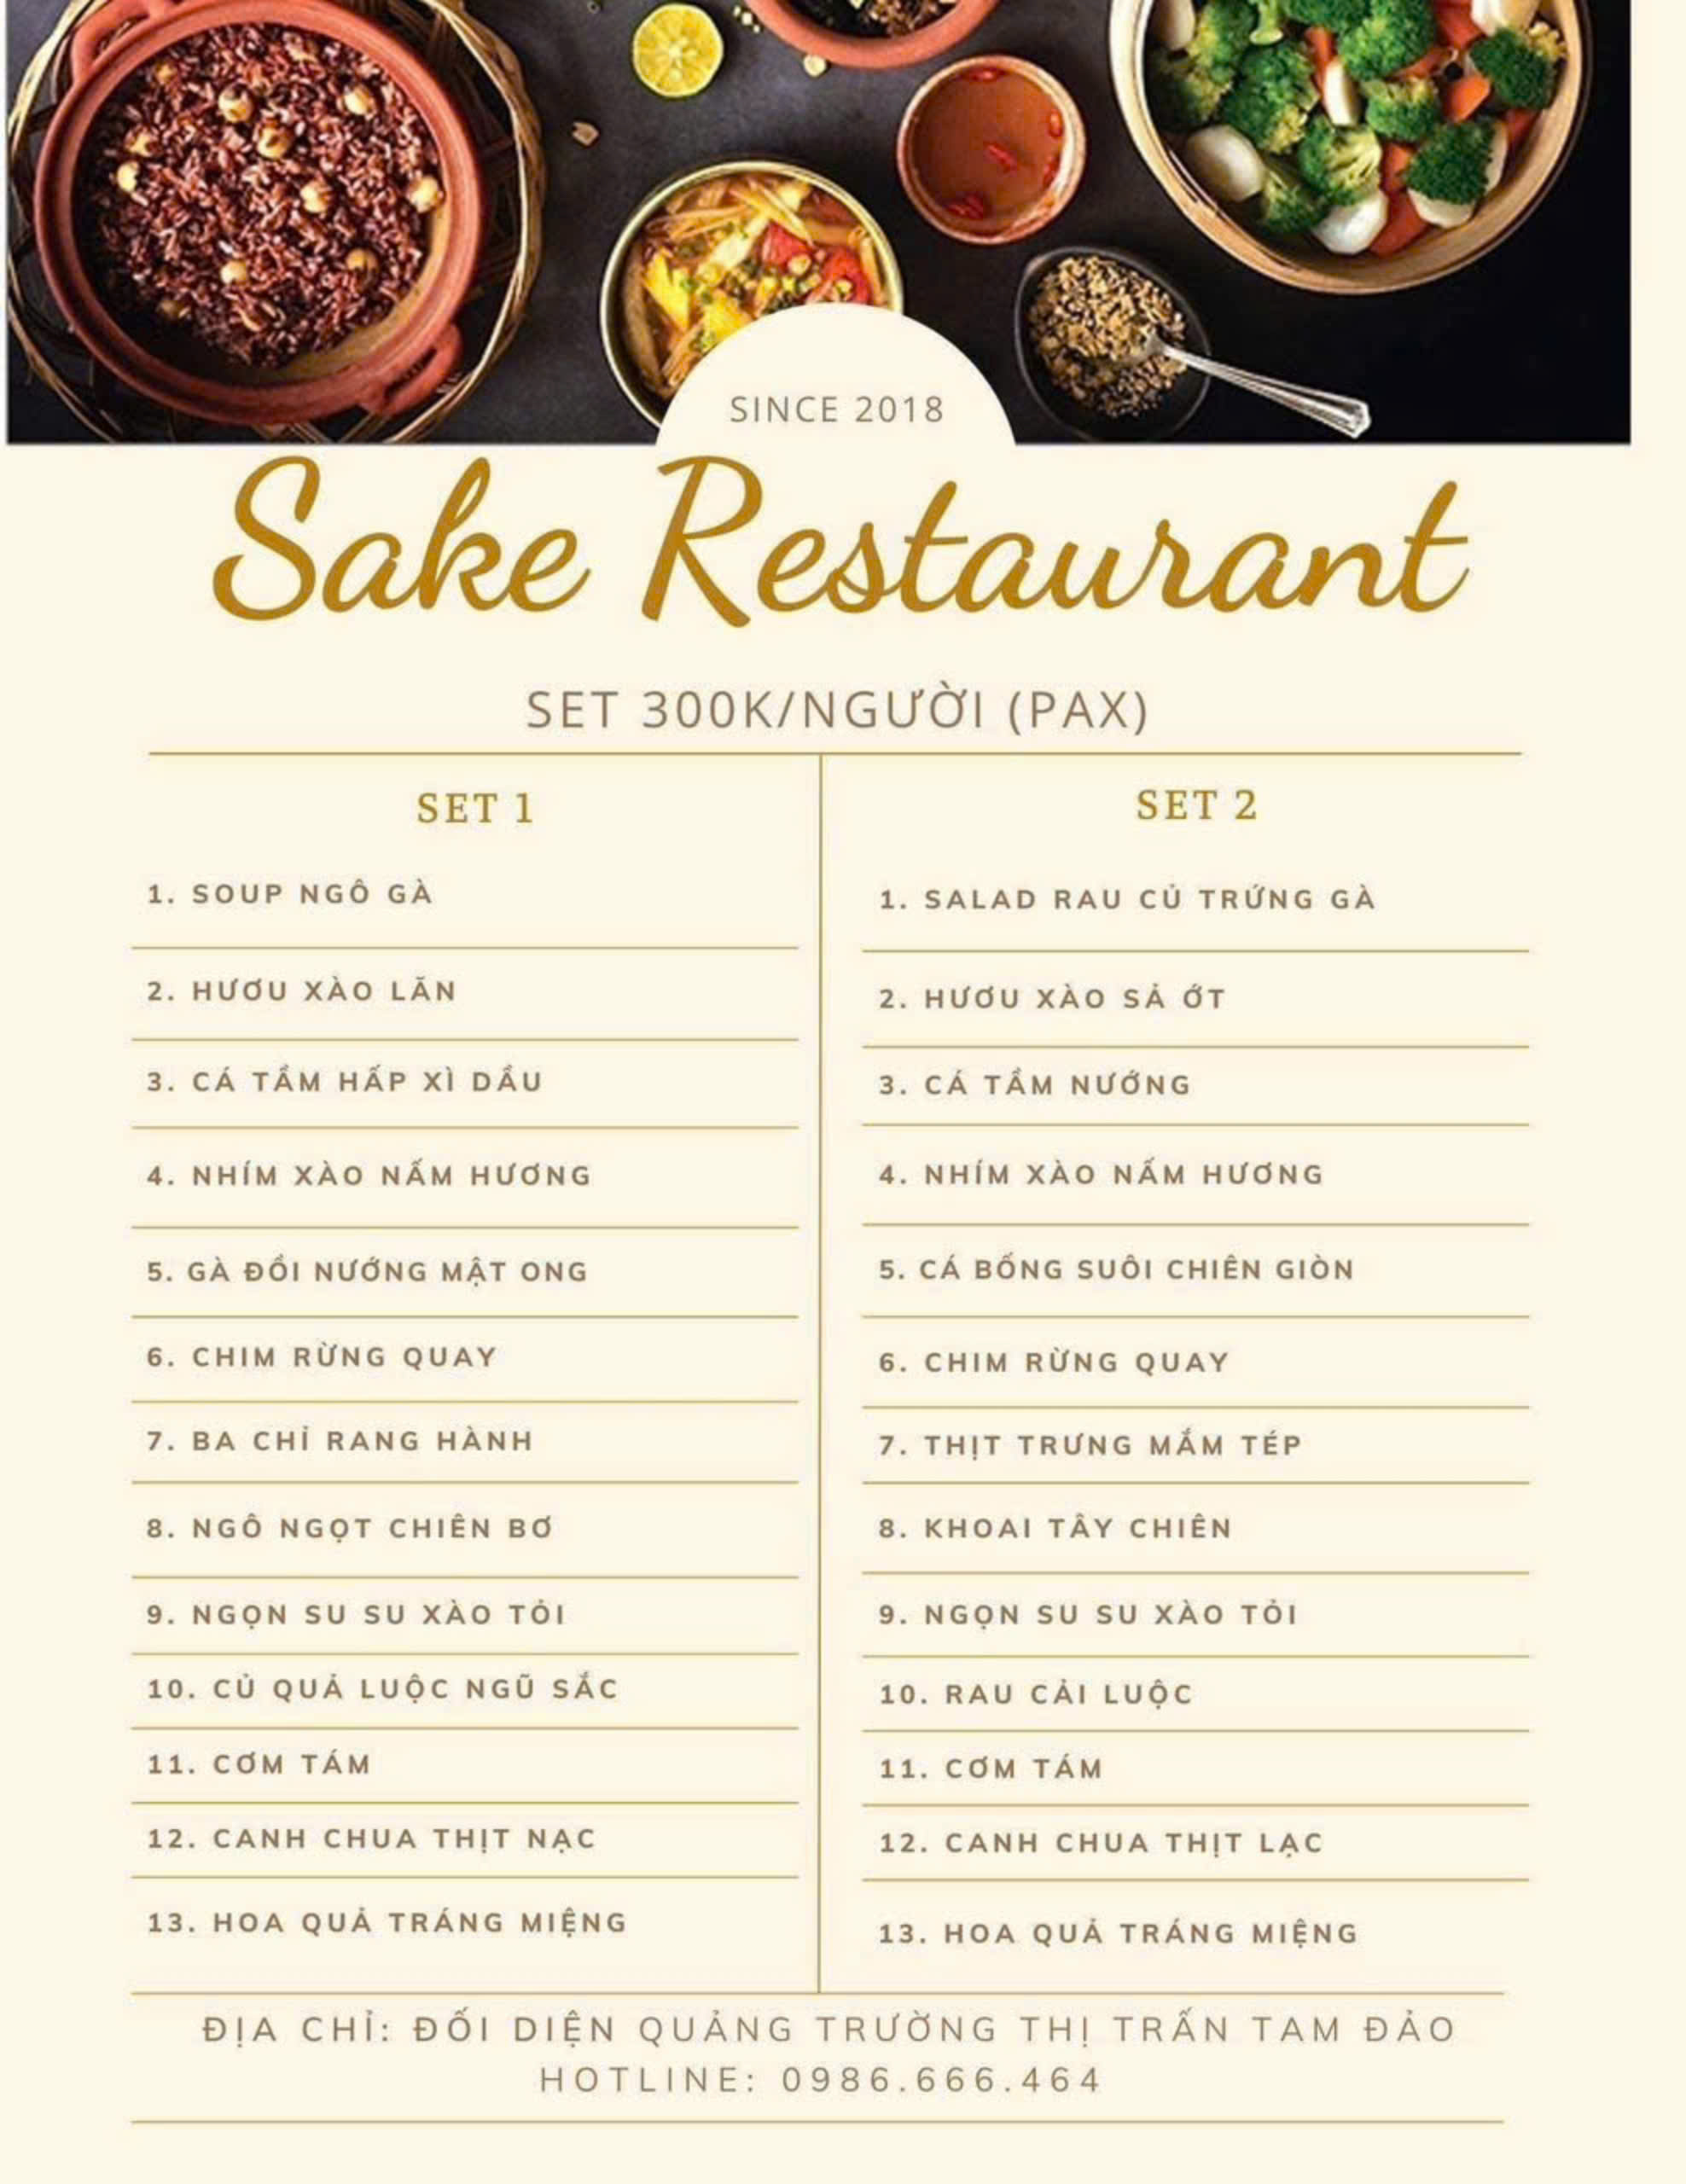 SINCE 2018
Sake Restaurant
SET 300K/NGƯỜI (PAX)
SET 1
1. SOUP NGÔ GÀ
2. HƯƠU XÀO LĂN
3. CÁ TẦM HẤP XÌ DẦU
4. NHÍM XÀO NẤM HƯƠNG
5. GÀ ĐỒI NƯỚNG MẬT ONG
6. CHIM RỪNG QUAY
7. BA CHỈ RANG HÀNH
8. NGÔ NGỌT CHIÊN BƠ
9. NGỌN SU SU XÀO TỎI
10. CỦ QUẢ LUỘC NGŨ SẮC
11. CƠM TÁM
12. CANH CHUA THỊT NẠC
13. HOA QUẢ TRÁNG MIỆNG
SET 2
1. SALAD RAU CỦ TRỨNG GÀ
2. HƯƠU XÀO SẢ ỚT
3. CÁ TẦM NƯỚNG
4. NHÍM XÀO NẤM HƯƠNG
5. CÁ BỐNG SUÔI CHIÊN GIÒN
6. CHIM RỪNG QUAY
7. THỊT TRƯNG MẮM TÉP
8. KHOAI TÂY CHIÊN
9. NGỌN SU SU XÀO TỎI
10. RAU CẢI LUỘC
11. CƠM TÁM
12. CANH CHUA THỊT LẠC
13. HOA QUẢ TRÁNG MIỆNG
ĐỊA CHỈ: ĐỐI DIỆN QUẢNG TRƯỜNG THỊ TRẤN TAM ĐẢO
HOTLINE: 0986.666.464